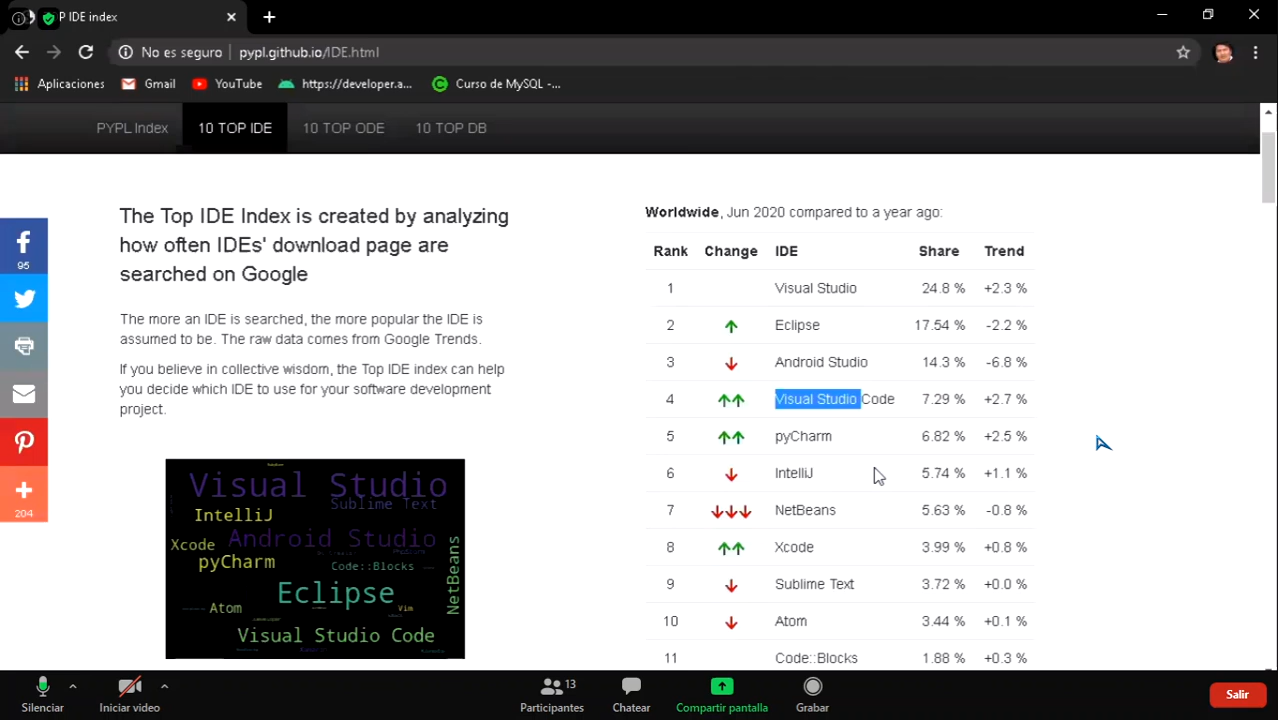 P IDE index
No es seguro pypl.github.io/IDE.html
Aplicaciones Gmail YouTube https://developer.a... Curso de MySQL -...
PYPL Index 10 TOP IDE 10 TOP ODE 10 TOP DB
The Top IDE Index is created by analyzing
how often IDEs' download page are
searched on Google
The more an IDE is searched, the more popular the IDE is
assumed to be. The raw data comes from Google Trends.
If you believe in collective wisdom, the Top IDE index can help
you decide which IDE to use for your software development
project.
95
204
Visual Studio
Sublime Text
IntelliJ
Android Studio
Xcode
pyCharm
Code::Blocks
NetBeans
Eclipse
Atom
Vim
Visual Studio Code
Worldwide, Jun 2020 compared to a year ago:
Rank Change IDE Share Trend
1 Visual Studio 24.8 % +2.3 %
2 Eclipse 17.54 % -2.2 %
3 Android Studio 14.3 % -6.8 %
4 Visual Studio Code 7.29 % +2.7 %
5 pyCharm 6.82 % +2.5 %
6 IntelliJ 5.74 % +1.1 %
7 NetBeans 5.63 % -0.8 %
8 Xcode 3.99 % +0.8 %
9 Sublime Text 3.72 % +0.0 %
10 Atom 3.44 % +0.1 %
11 Code::Blocks 1.88 % +0.3 %
Silenciar Iniciar video Participantes 13 Chatear Compartir pantalla Grabar Salir